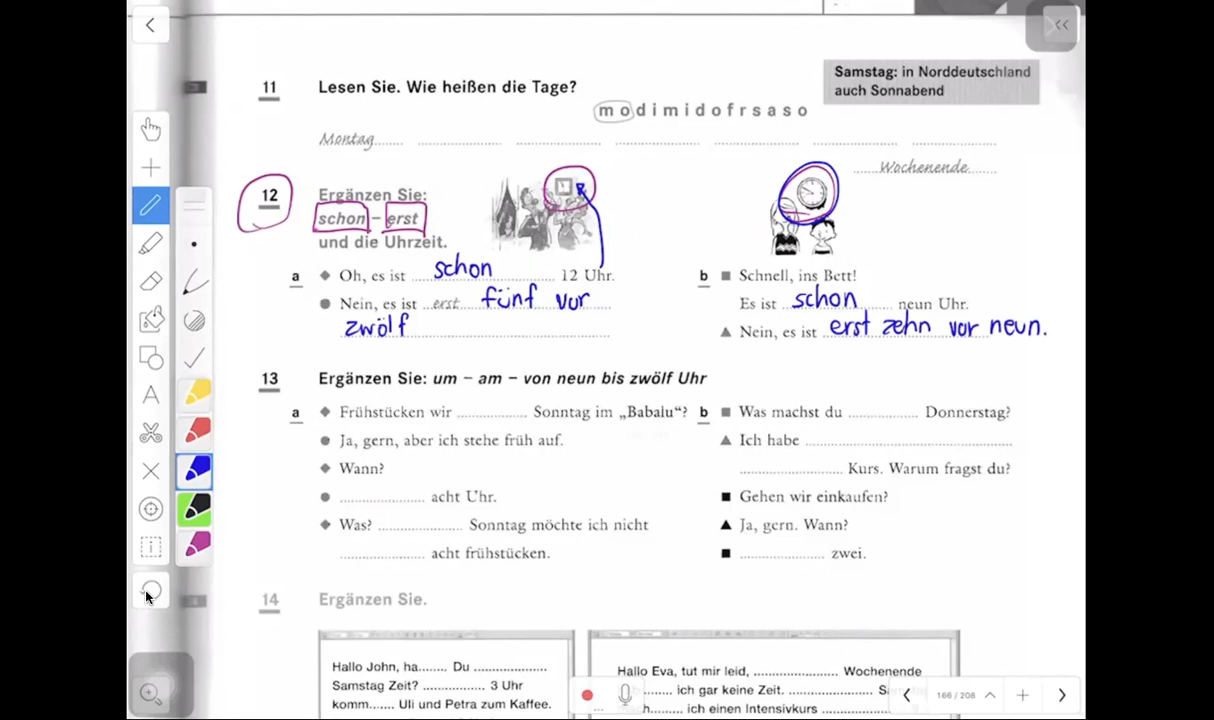 11 Lesen Sie. Wie heißen die Tage?
Samstag: in Norddeutschland
auch Sonnabend
modimidofrsaso
Montag
Wochenende
12 Ergänzen Sie:
schon – erst
und die Uhrzeit.
a ◆ Oh, es ist schon 12 Uhr.
● Nein, es ist erst fünf vor
zwölf
b ■ Schnell, ins Bett!
Es ist schon neun Uhr.
▲ Nein, es ist erst zehn vor neun.
13 Ergänzen Sie: um – am – von neun bis zwölf Uhr
a ◆ Frühstücken wir ............ Sonntag im „Babalu“?
● Ja, gern, aber ich stehe früh auf.
◆ Wann?
● ............ acht Uhr.
◆ Was? ............ Sonntag möchte ich nicht
............ acht frühstücken.
b ■ Was machst du ............ Donnerstag?
▲ Ich habe ............
............ Kurs. Warum fragst du?
■ Gehen wir einkaufen?
▲ Ja, gern. Wann?
■ ............ zwei.
14 Ergänzen Sie.
Hallo John, ha....... Du ..................
Samstag Zeit? ............... 3 Uhr
komm...... Uli und Petra zum Kaffee.
Hallo Eva, tut mir leid, ................. Wochenende
....... ich gar keine Zeit. ................
....... ich einen Intensivkurs ................
166 / 208